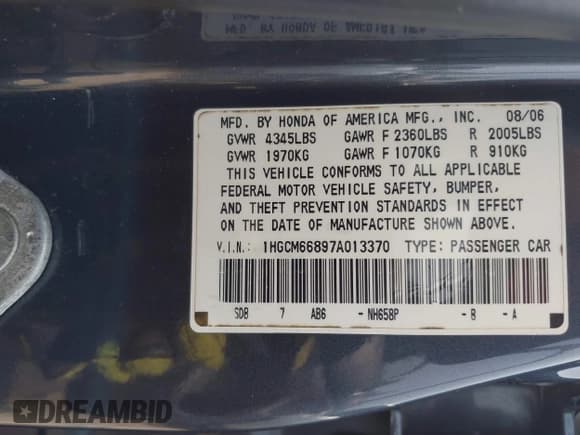 MFD. BY HONDA OF AMERICA MFG., INC. 08/06
GVWR 4345LBS GAWR F 2360LBS R 2005LBS
GVWR 1970KG GAWR F 1070KG R 910KG
THIS VEHICLE CONFORMS TO ALL APPLICABLE
FEDERAL MOTOR VEHICLE SAFETY, BUMPER,
AND THEFT PREVENTION STANDARDS IN EFFECT
ON THE DATE OF MANUFACTURE SHOWN ABOVE.
V.I.N.: 1HGCM66897A013370 TYPE: PASSENGER CAR
SD8 7 AB6 -NH658P -B -A
DREAMBID